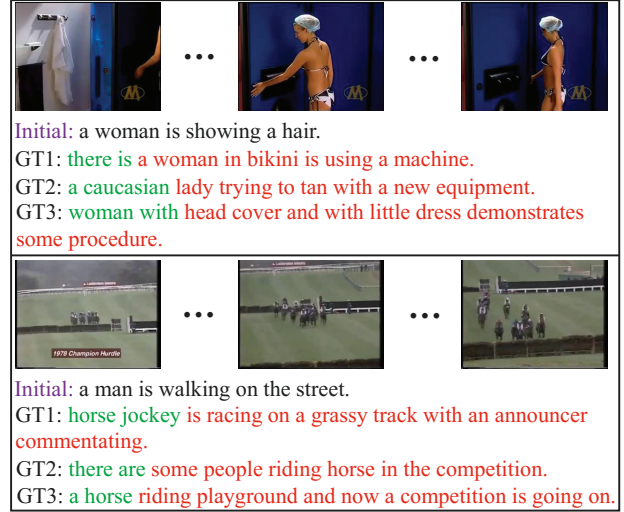 Initial: a woman is showing a hair.
GT1: there is a woman in bikini is using a machine.
GT2: a caucasian lady trying to tan with a new equipment.
GT3: woman with head cover and with little dress demonstrates
some procedure.
1978 Champion Hurdle
Initial: a man is walking on the street.
GT1: horse jockey is racing on a grassy track with an announcer
commentating.
GT2: there are some people riding horse in the competition.
GT3: a horse riding playground and now a competition is going on.